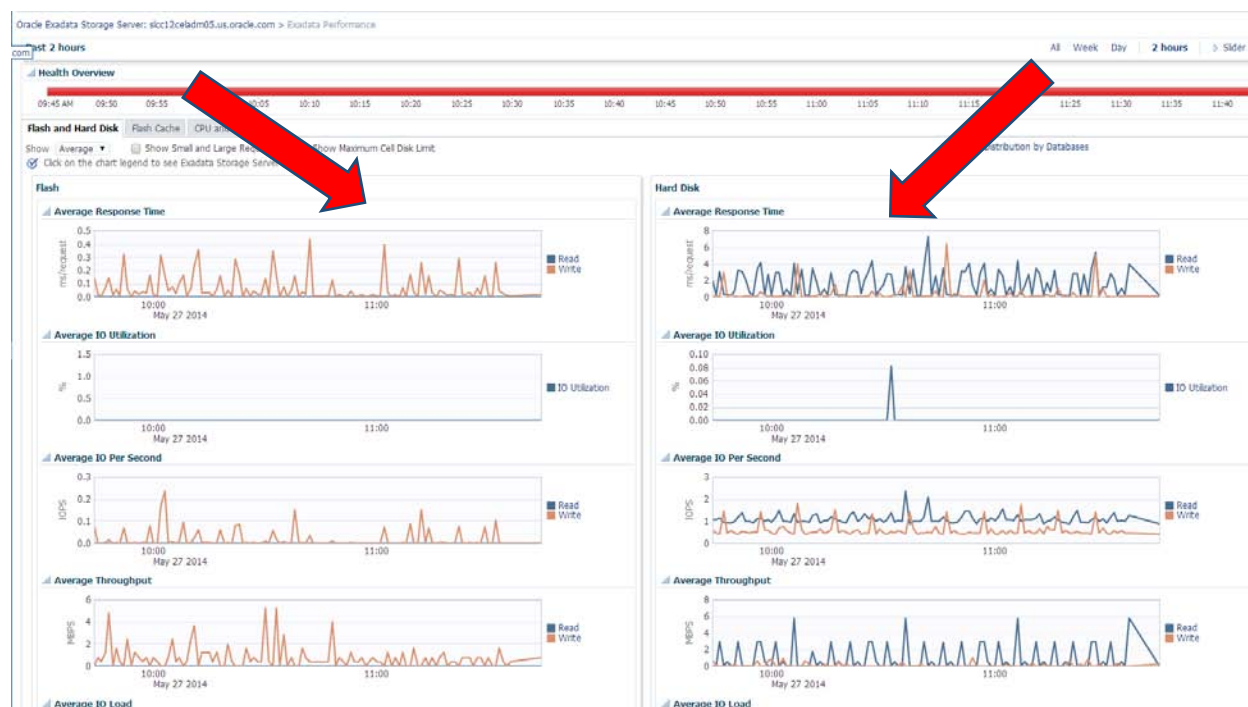 Oracle Exadata Storage Server: slcc12celadm05.us.oracle.com > Exadata Performance
com
Past 2 hours
All Week Day 2 hours > Slider
Health Overview
09:45 AM 09:50 09:55 10:05 10:10 10:15 10:20 10:25 10:30 10:35 10:40 10:45 10:50 10:55 11:00 11:05 11:10 11:15 11:25 11:30 11:35 11:40
Flash and Hard Disk Flash Cache CPU and
Show Average Show Small and Large Show Maximum Cell Disk Limit Distribution by Databases
Click on the chart legend to see Exadata Storage Server
Flash
Average Response Time
0.5
0.4
0.3
0.2
0.1
0.0
ms/request
Read
Write
10:00 11:00
May 27 2014
Average IO Utilization
1.5
1.0
0.5
0.0
%
IO Utilization
10:00 11:00
May 27 2014
Average IO Per Second
0.3
0.2
0.1
0.0
IOPS
Read
Write
10:00 11:00
May 27 2014
Average Throughput
6
4
2
0
MBPS
Read
Write
10:00 11:00
May 27 2014
Average IO Load
Hard Disk
Average Response Time
8
6
4
2
0
ms/request
Read
Write
10:00 11:00
May 27 2014
Average IO Utilization
0.10
0.08
0.06
0.04
0.02
0.00
%
IO Utilization
10:00 11:00
May 27 2014
Average IO Per Second
3
2
1
0
IOPS
Read
Write
10:00 11:00
May 27 2014
Average Throughput
8
6
4
2
0
MBPS
Read
Write
10:00 11:00
May 27 2014
Average IO Load